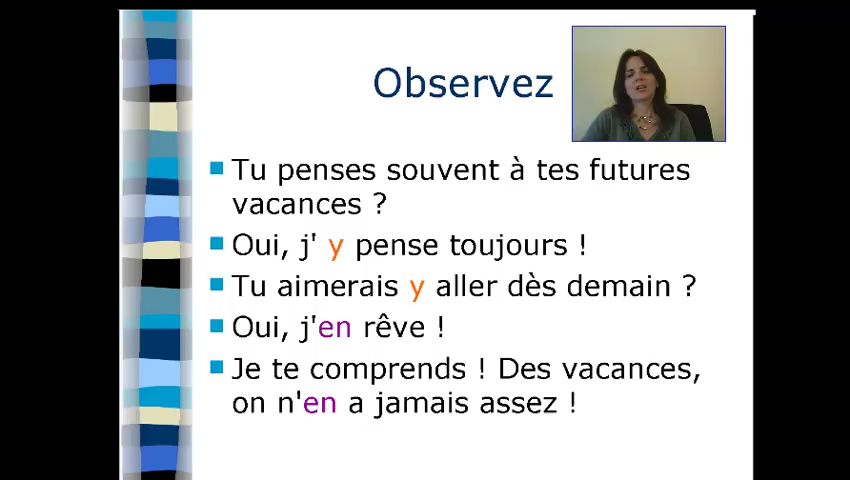 Observez
Tu penses souvent à tes futures
vacances ?
Oui, j' y pense toujours !
Tu aimerais y aller dès demain ?
Oui, j'en rêve !
Je te comprends ! Des vacances,
on n'en a jamais assez !